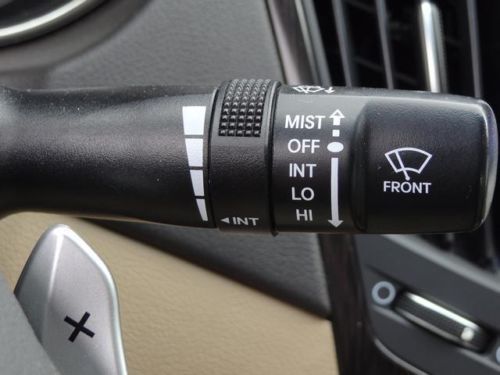 MIST
OFF
INT
LO
HI
INT
FRONT
+